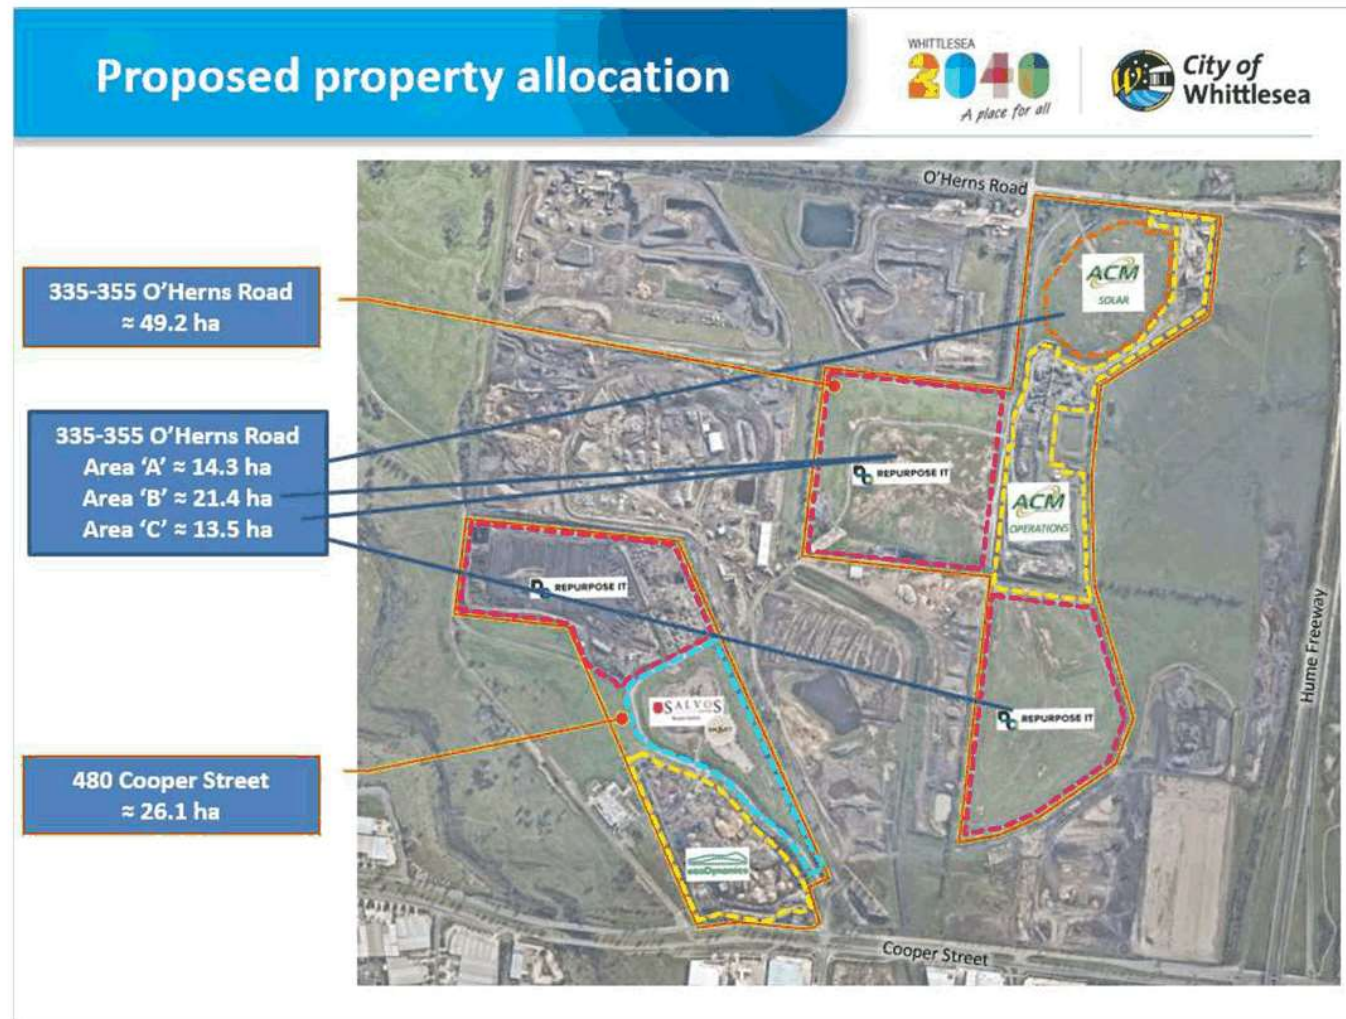 Proposed property allocation
WHITTLESEA
2040
A place for all
City of
Whittlesea
O'Herns Road
335-355 O'Herns Road
≈ 49.2 ha
ACM
SOLAR
335-355 O'Herns Road
Area ‘A’ ≈ 14.3 ha
Area ‘B’ ≈ 21.4 ha
Area ‘C’ ≈ 13.5 ha
REPURPOSE IT
ACM
OPERATIONS
REPURPOSE IT
Hume Freeway
SALVOS
REPURPOSE IT
480 Cooper Street
≈ 26.1 ha
ecoDynamics
Cooper Street